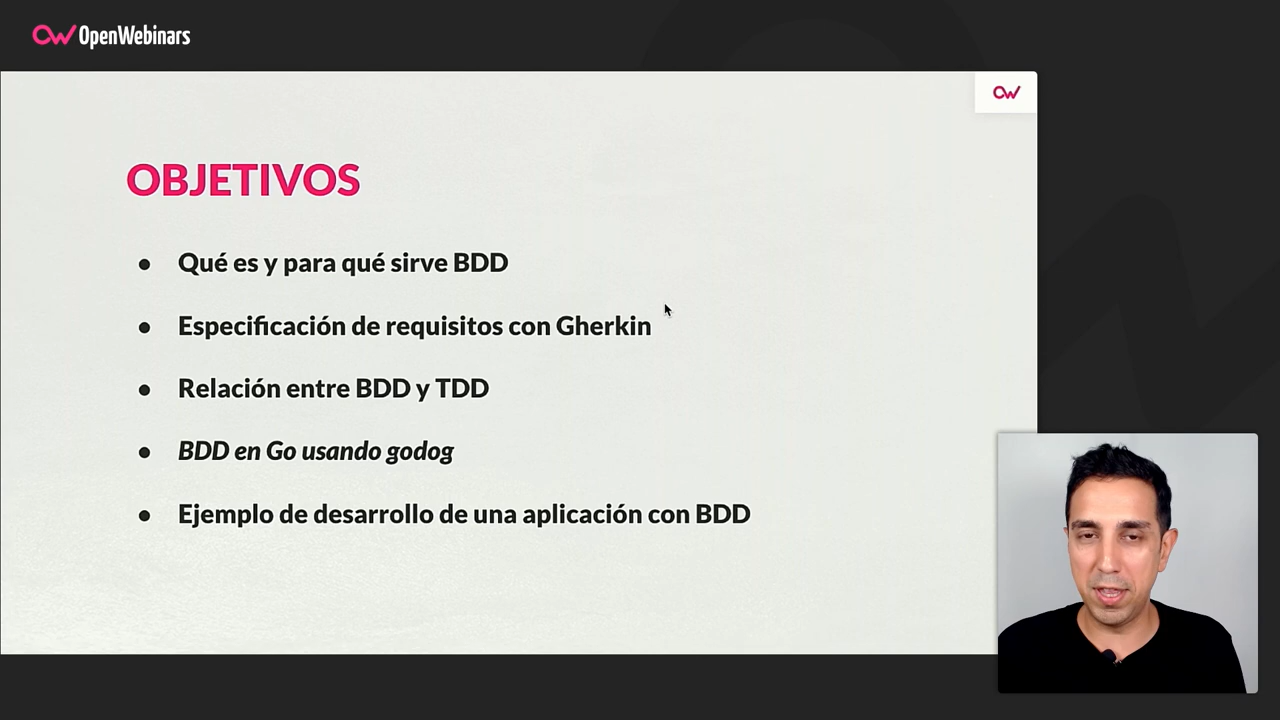 OpenWebinars
OBJETIVOS
● Qué es y para qué sirve BDD
● Especificación de requisitos con Gherkin
● Relación entre BDD y TDD
● BDD en Go usando godog
● Ejemplo de desarrollo de una aplicación con BDD